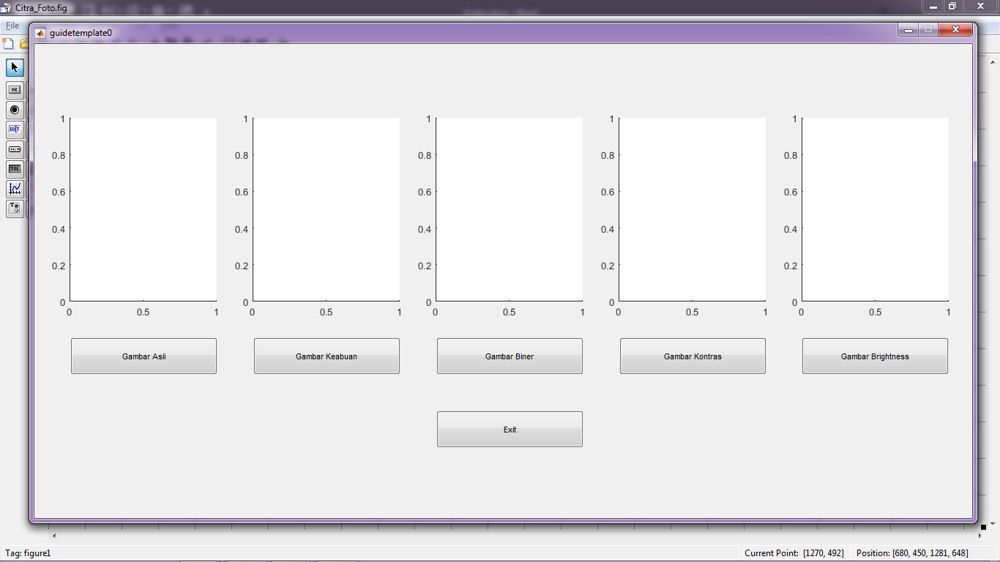 Citra_Foto.fig
File
guidetemplate0
OK
EDIT
TGL
T
1
0.8
0.6
0.4
0.2
0
0 0.5 1
1
0.8
0.6
0.4
0.2
0
0 0.5 1
1
0.8
0.6
0.4
0.2
0
0 0.5 1
1
0.8
0.6
0.4
0.2
0
0 0.5 1
1
0.8
0.6
0.4
0.2
0
0 0.5 1
Gambar Asli
Gambar Keabuan
Gambar Biner
Gambar Kontras
Gambar Brightness
Exit
Tag: figure1
Current Point: [1270, 492]
Position: [680, 450, 1281, 648]